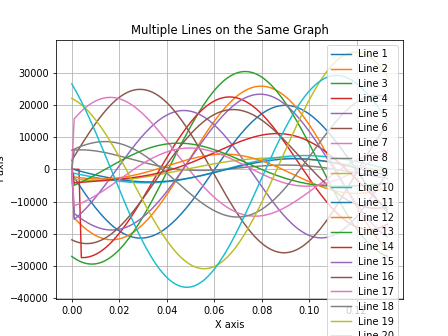 Multiple Lines on the Same Graph
30000
20000
10000
0
-10000
-20000
-30000
-40000
0.00
0.02
0.04
0.06
0.08
0.10
X axis
axis
Line 1
Line 2
Line 3
Line 4
Line 5
Line 6
Line 7
Line 8
Line 9
Line 10
Line 11
Line 12
Line 13
Line 14
Line 15
Line 16
Line 17
Line 18
Line 19
Line 20